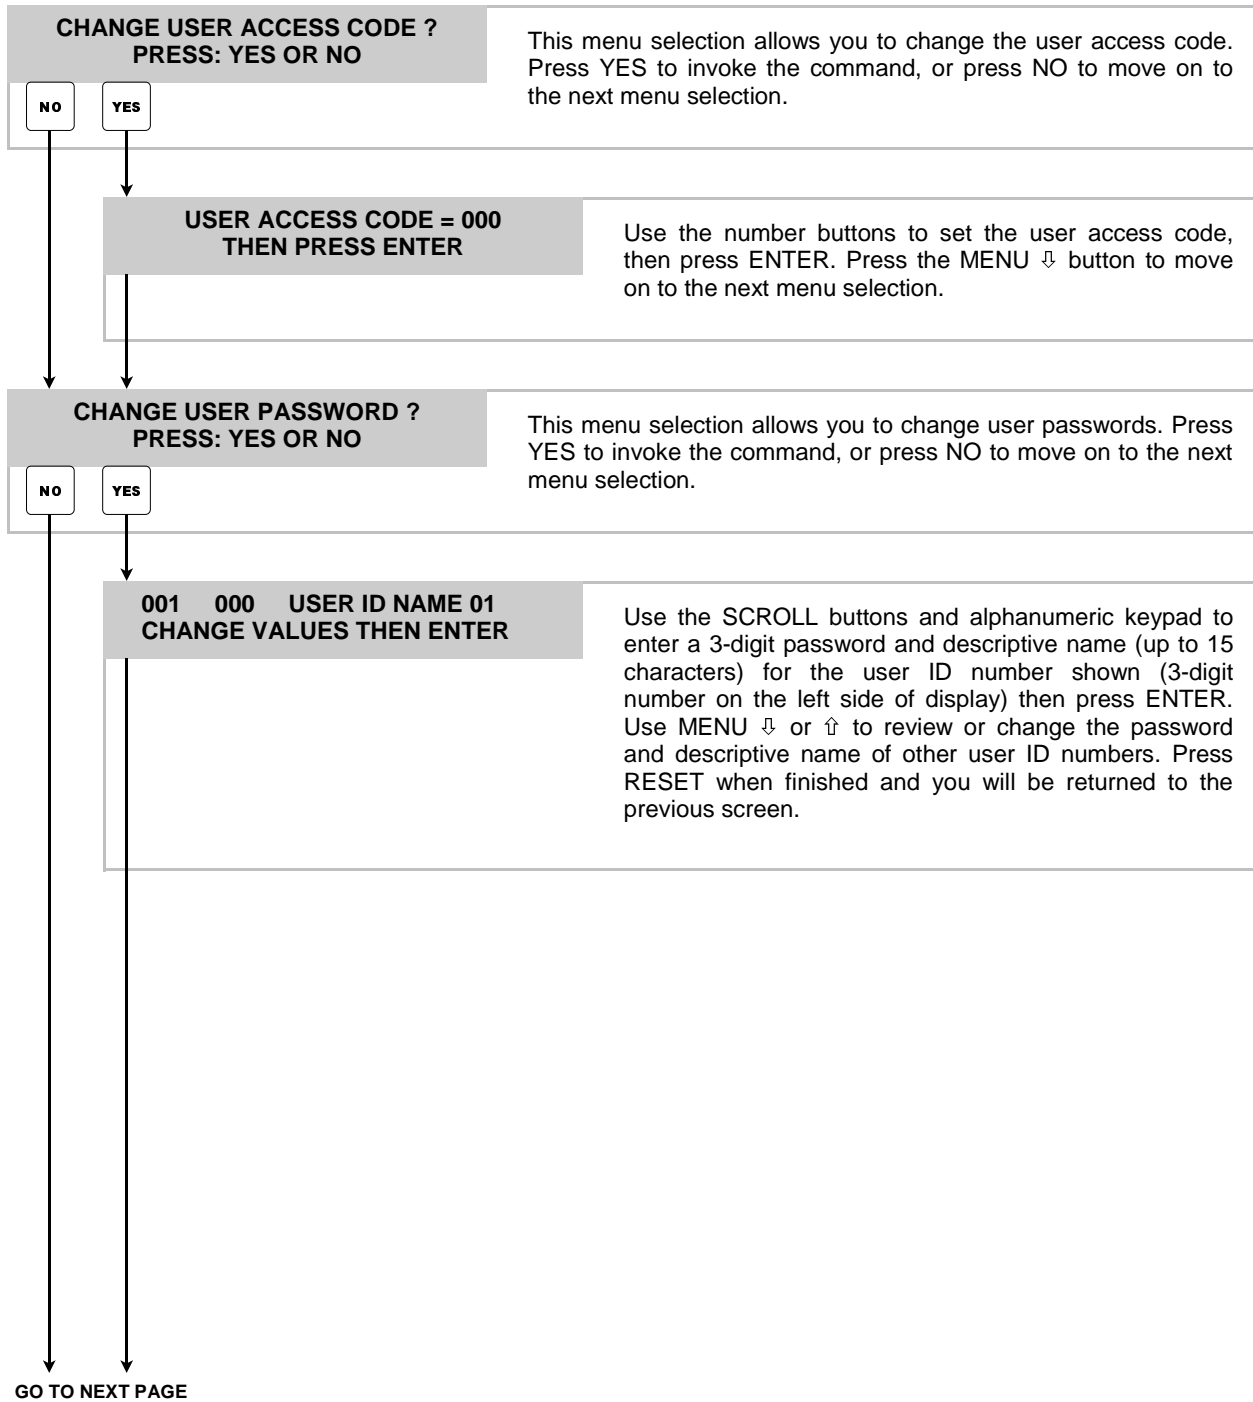 CHANGE USER ACCESS CODE ?
PRESS: YES OR NO
NO YES
This menu selection allows you to change the user access code.
Press YES to invoke the command, or press NO to move on to
the next menu selection.
USER ACCESS CODE = 000
THEN PRESS ENTER
Use the number buttons to set the user access code,
then press ENTER. Press the MENU ⇩ button to move
on to the next menu selection.
CHANGE USER PASSWORD ?
PRESS: YES OR NO
NO YES
This menu selection allows you to change user passwords. Press
YES to invoke the command, or press NO to move on to the next
menu selection.
001 000 USER ID NAME 01
CHANGE VALUES THEN ENTER
Use the SCROLL buttons and alphanumeric keypad to
enter a 3-digit password and descriptive name (up to 15
characters) for the user ID number shown (3-digit
number on the left side of display) then press ENTER.
Use MENU ⇩ or ⇧ to review or change the password
and descriptive name of other user ID numbers. Press
RESET when finished and you will be returned to the
previous screen.
GO TO NEXT PAGE